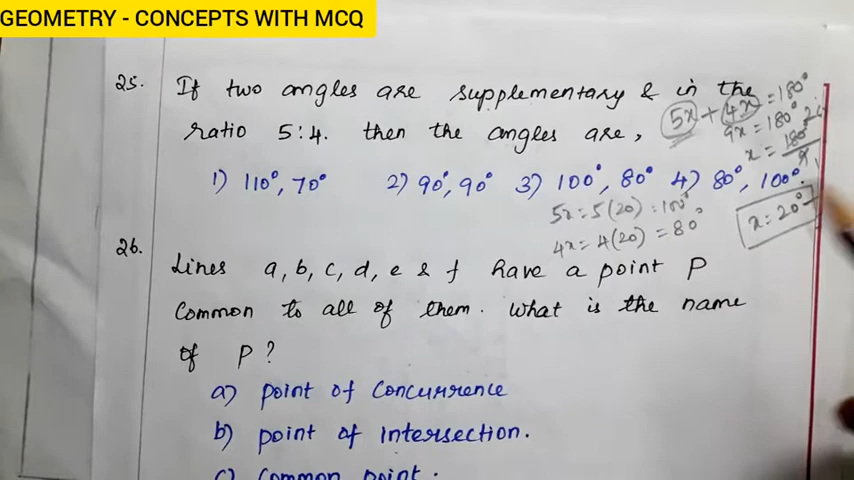 GEOMETRY - CONCEPTS WITH MCQ
25. If two angles are supplementary & in the
ratio 5:4. then the angles are,
5x + 4x = 180°
9x = 180°
x = 180°
9
1) 110°, 70° 2) 90°, 90° 3) 100°, 80° 4) 80°, 100°.
5x = 5(20) = 100°
4x = 4(20) = 80°
x = 20°
26. Lines a, b, c, d, e & f have a point P
Common to all of them. What is the name
of P?
a) point of Concurrence
b) point of intersection.
c) Common point.